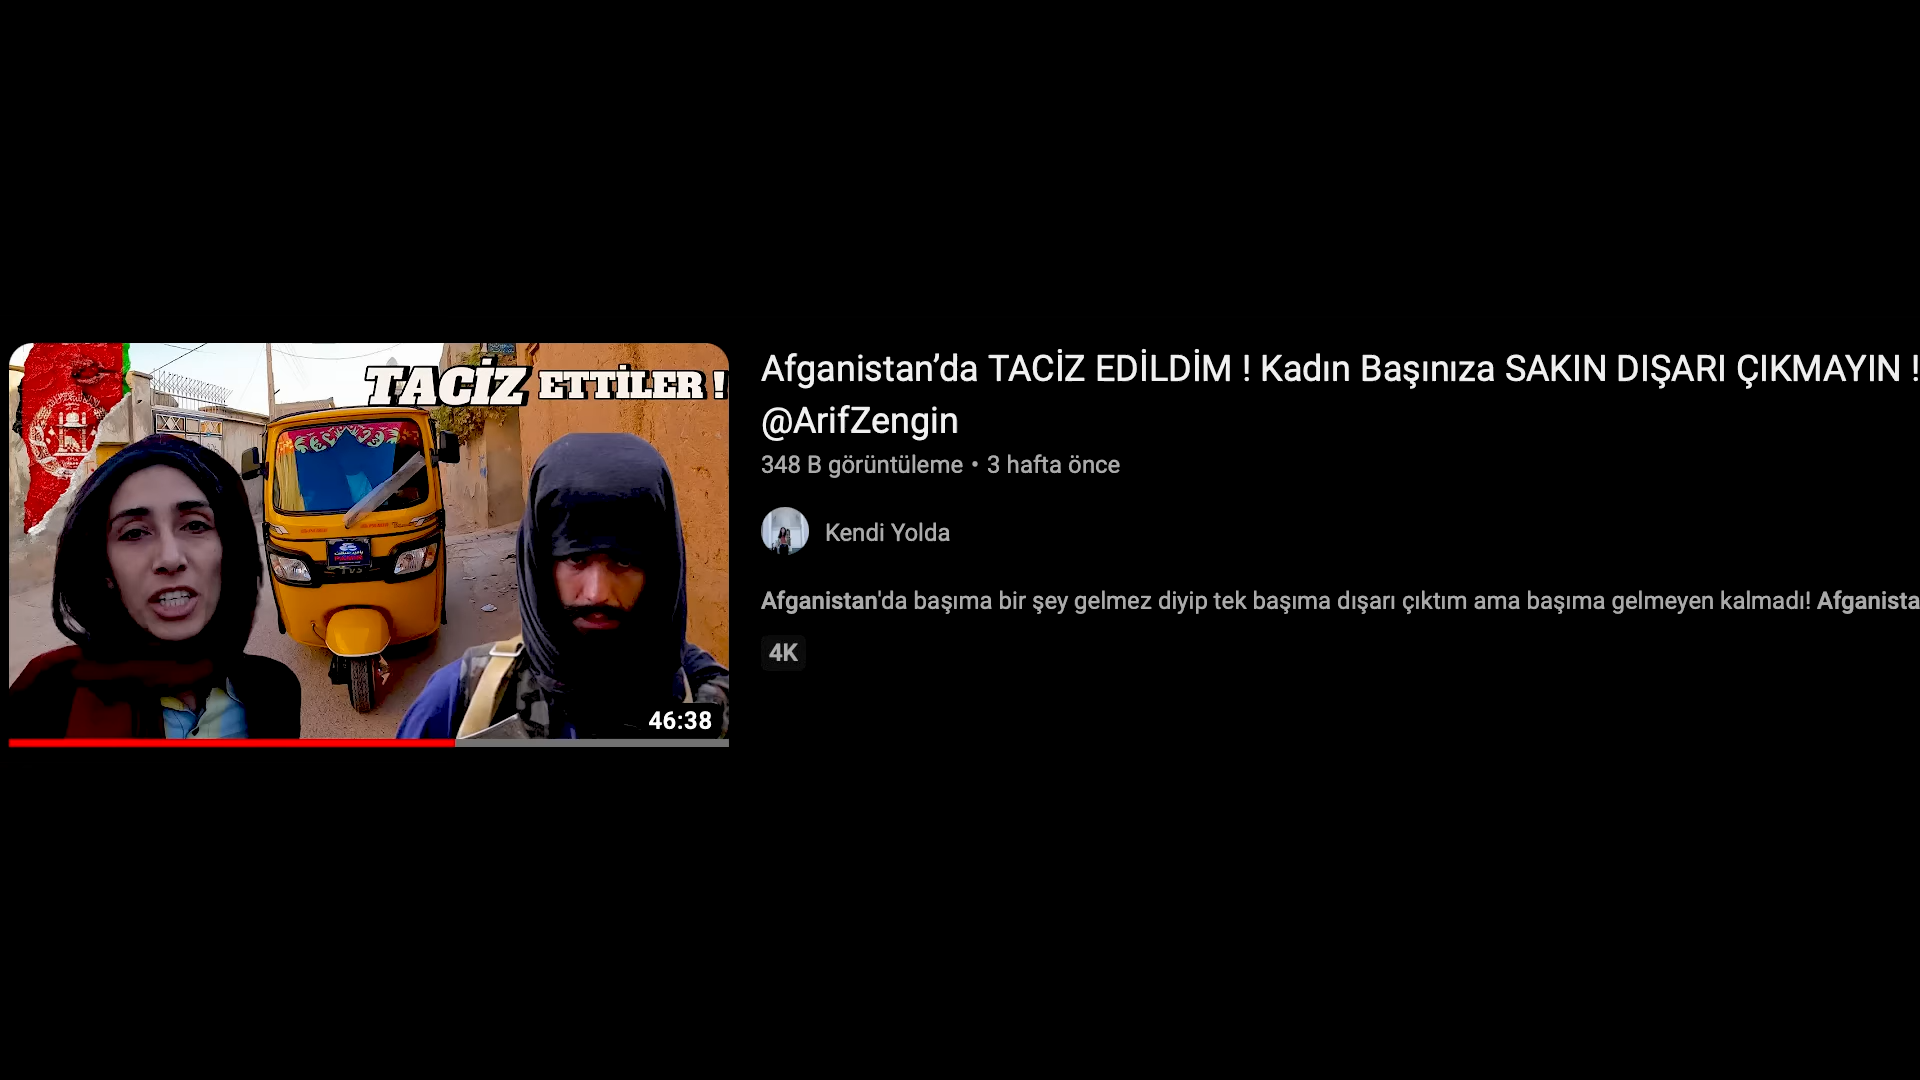 TACİZ ETTİLER !
46:38
Afganistan’da TACİZ EDİLDİM ! Kadın Başınıza SAKIN DIŞARI ÇIKMAYIN !
@ArifZengin
348 B görüntüleme • 3 hafta önce
Kendi Yolda
Afganistan'da başıma bir şey gelmez diyip tek başıma dışarı çıktım ama başıma gelmeyen kalmadı! Afganista
4K